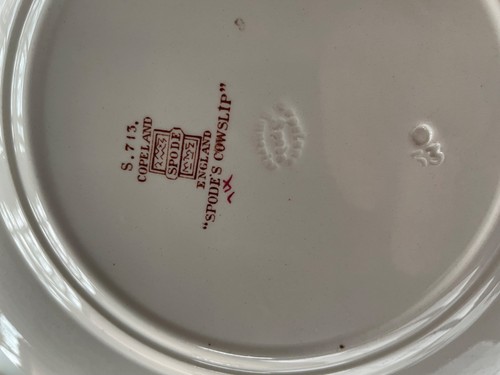 S.713.
COPELAND
SPODE
ENGLAND
"SPODE'S COWSLIP"